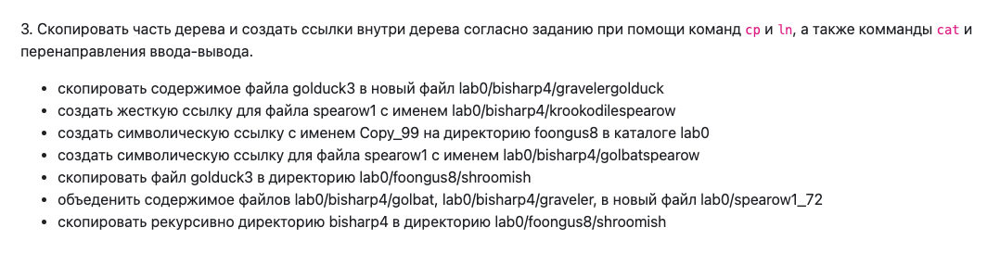 3. Скопировать часть дерева и создать ссылки внутри дерева согласно заданию при помощи команд cp и ln, а также комманды cat и
перенаправления ввода-вывода.
• скопировать содержимое файла golduck3 в новый файл lab0/bisharp4/gravelergolduck
• создать жесткую ссылку для файла spearow1 с именем lab0/bisharp4/krookodilespearow
• создать символическую ссылку c именем Copy_99 на директорию foongus8 в каталоге lab0
• создать символическую ссылку для файла spearow1 с именем lab0/bisharp4/golbatspearow
• скопировать файл golduck3 в директорию lab0/foongus8/shroomish
• объеденить содержимое файлов lab0/bisharp4/golbat, lab0/bisharp4/graveler, в новый файл lab0/spearow1_72
• скопировать рекурсивно директорию bisharp4 в директорию lab0/foongus8/shroomish